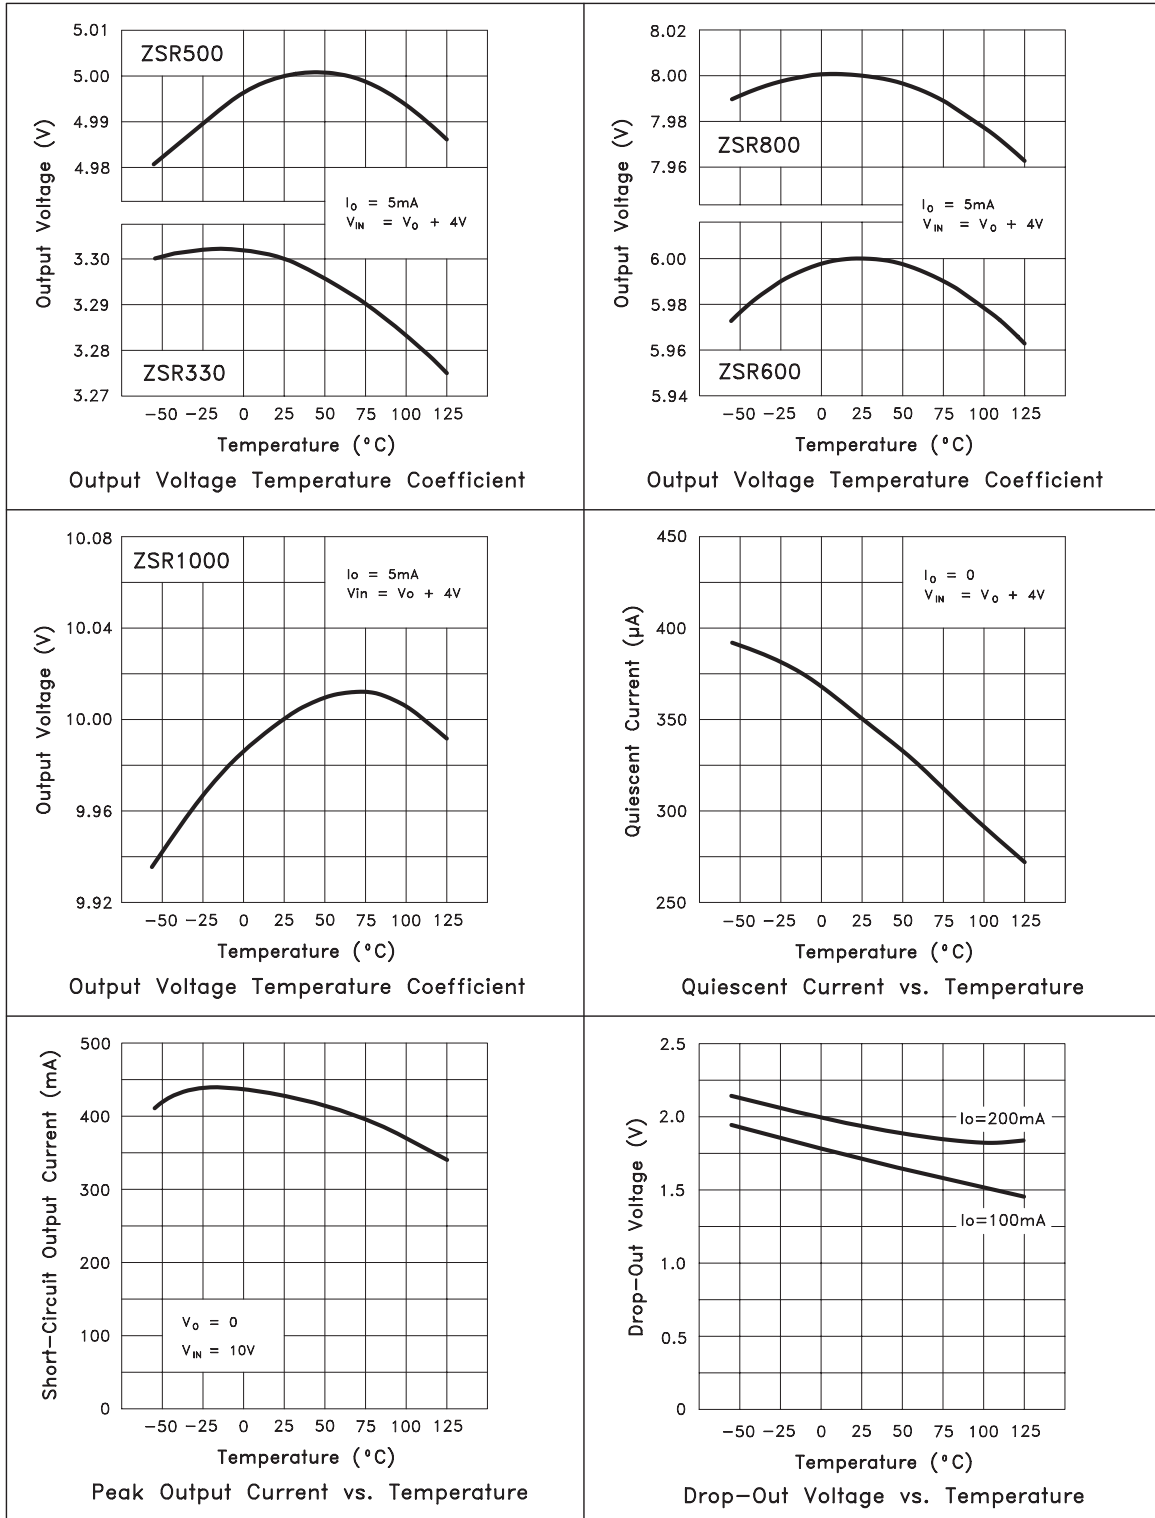 5.01
ZSR500
5.00
4.99
4.98
Output Voltage (V)
IO = 5mA
VIN = VO + 4V
Output Voltage (V)
3.30
3.29
3.28
ZSR330
3.27
−50 −25 0 25 50 75 100 125
Temperature (°C)
Output Voltage Temperature Coefficient
8.02
8.00
7.98
ZSR800
7.96
Output Voltage (V)
IO = 5mA
VIN = VO + 4V
6.00
5.98
5.96
ZSR600
5.94
−50 −25 0 25 50 75 100 125
Temperature (°C)
Output Voltage Temperature Coefficient
10.08
ZSR1000
Io = 5mA
Vin = Vo + 4V
10.04
Output Voltage (V)
10.00
9.96
9.92
−50 −25 0 25 50 75 100 125
Temperature (°C)
Output Voltage Temperature Coefficient
450
IO = 0
VIN = VO + 4V
400
Quiescent Current (µA)
350
300
250
−50 −25 0 25 50 75 100 125
Temperature (°C)
Quiescent Current vs. Temperature
500
400
Short−Circuit Output Current (mA)
300
200
VO = 0
100
VIN = 10V
0
−50 −25 0 25 50 75 100 125
Temperature (°C)
Peak Output Current vs. Temperature
2.5
2.0
Io=200mA
Drop−Out Voltage (V)
1.5
Io=100mA
1.0
0.5
0
−50 −25 0 25 50 75 100 125
Temperature (°C)
Drop−Out Voltage vs. Temperature